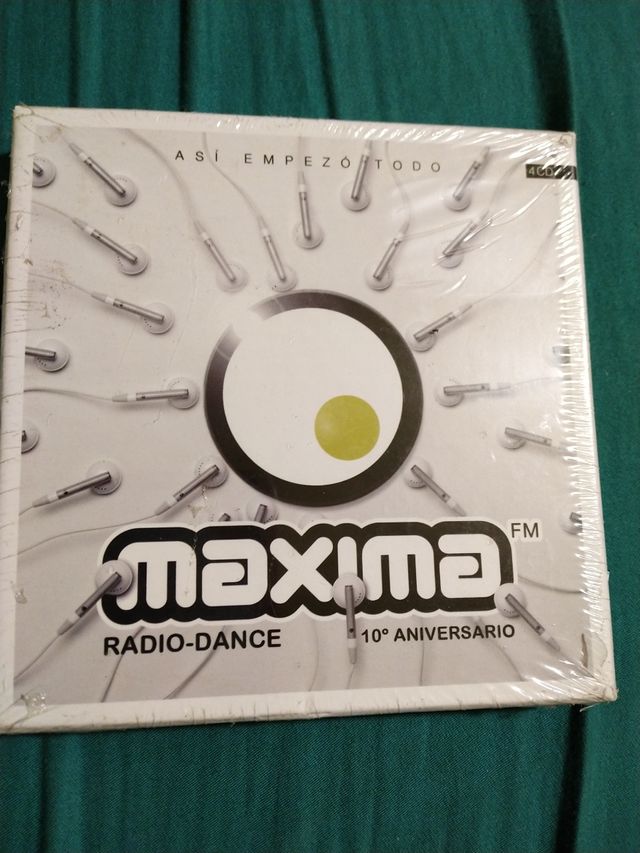 ASÍ EMPEZÓ TODO
4CD
MAXIMA FM
RADIO-DANCE
10º ANIVERSARIO